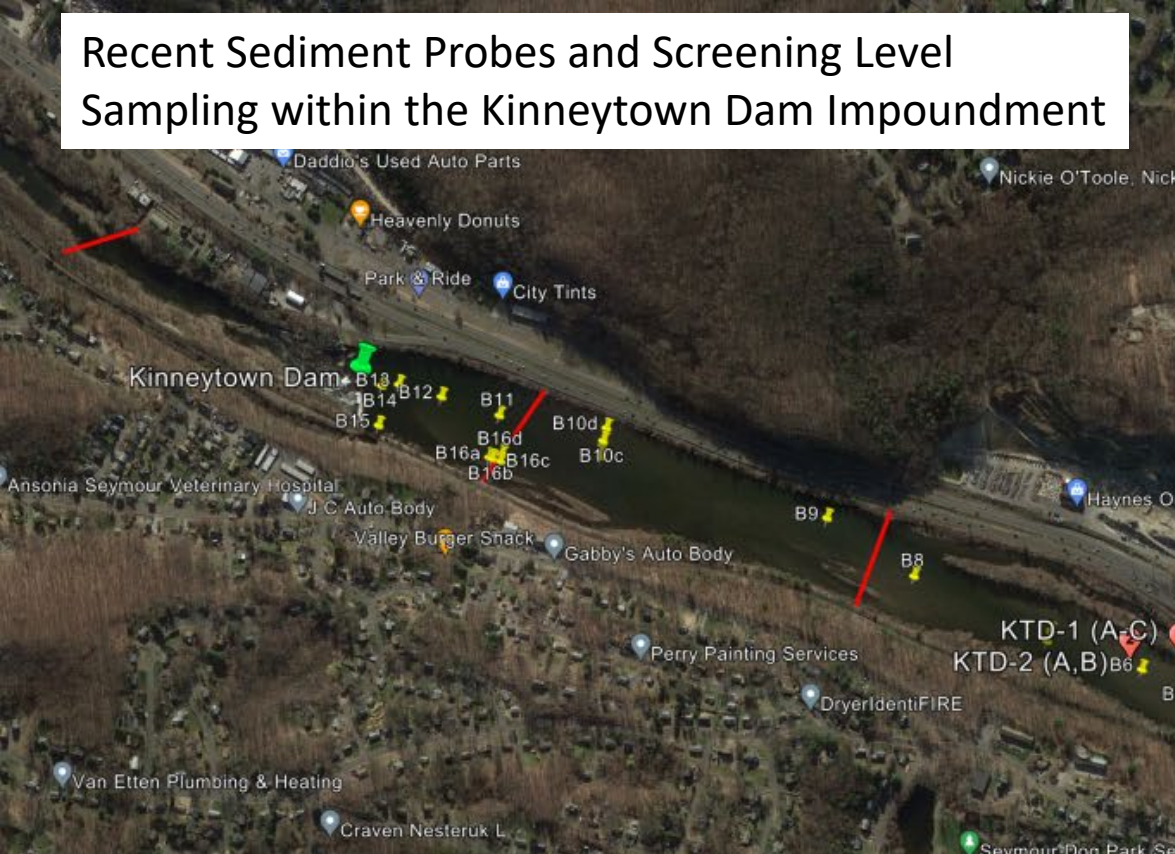 Recent Sediment Probes and Screening Level
Sampling within the Kinneytown Dam Impoundment
Daddio's Used Auto Parts
Nickie O'Toole, Nick
Heavenly Donuts
Park & Ride
City Tints
Kinneytown Dam
B13
B12
B14
B11
B15
B10d
B16d
B16a
B16c
B10c
B16b
Ansonia Seymour Veterinary Hospital
Haynes O
J C Auto Body
B9
Valley Burger Shack
Gabby's Auto Body
B8
KTD-1 (A-C)
Perry Painting Services
KTD-2 (A,B)
B6
B
DryerIdentiFIRE
Van Etten Plumbing & Heating
Craven Nesteruk L
Seymour Dog Park